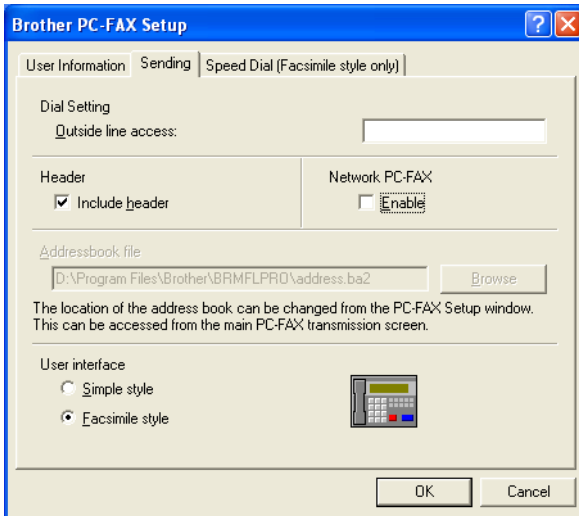 Brother PC-FAX Setup
User Information Sending Speed Dial (Facsimile style only)
Dial Setting
Outside line access:
Header Network PC-FAX
Include header Enable
Addressbook file
D:\Program Files\Brother\BRMFLPRO\address.ba2 Browse
The location of the address book can be changed from the PC-FAX Setup window.
This can be accessed from the main PC-FAX transmission screen.
User interface
Simple style
Facsimile style
OK Cancel